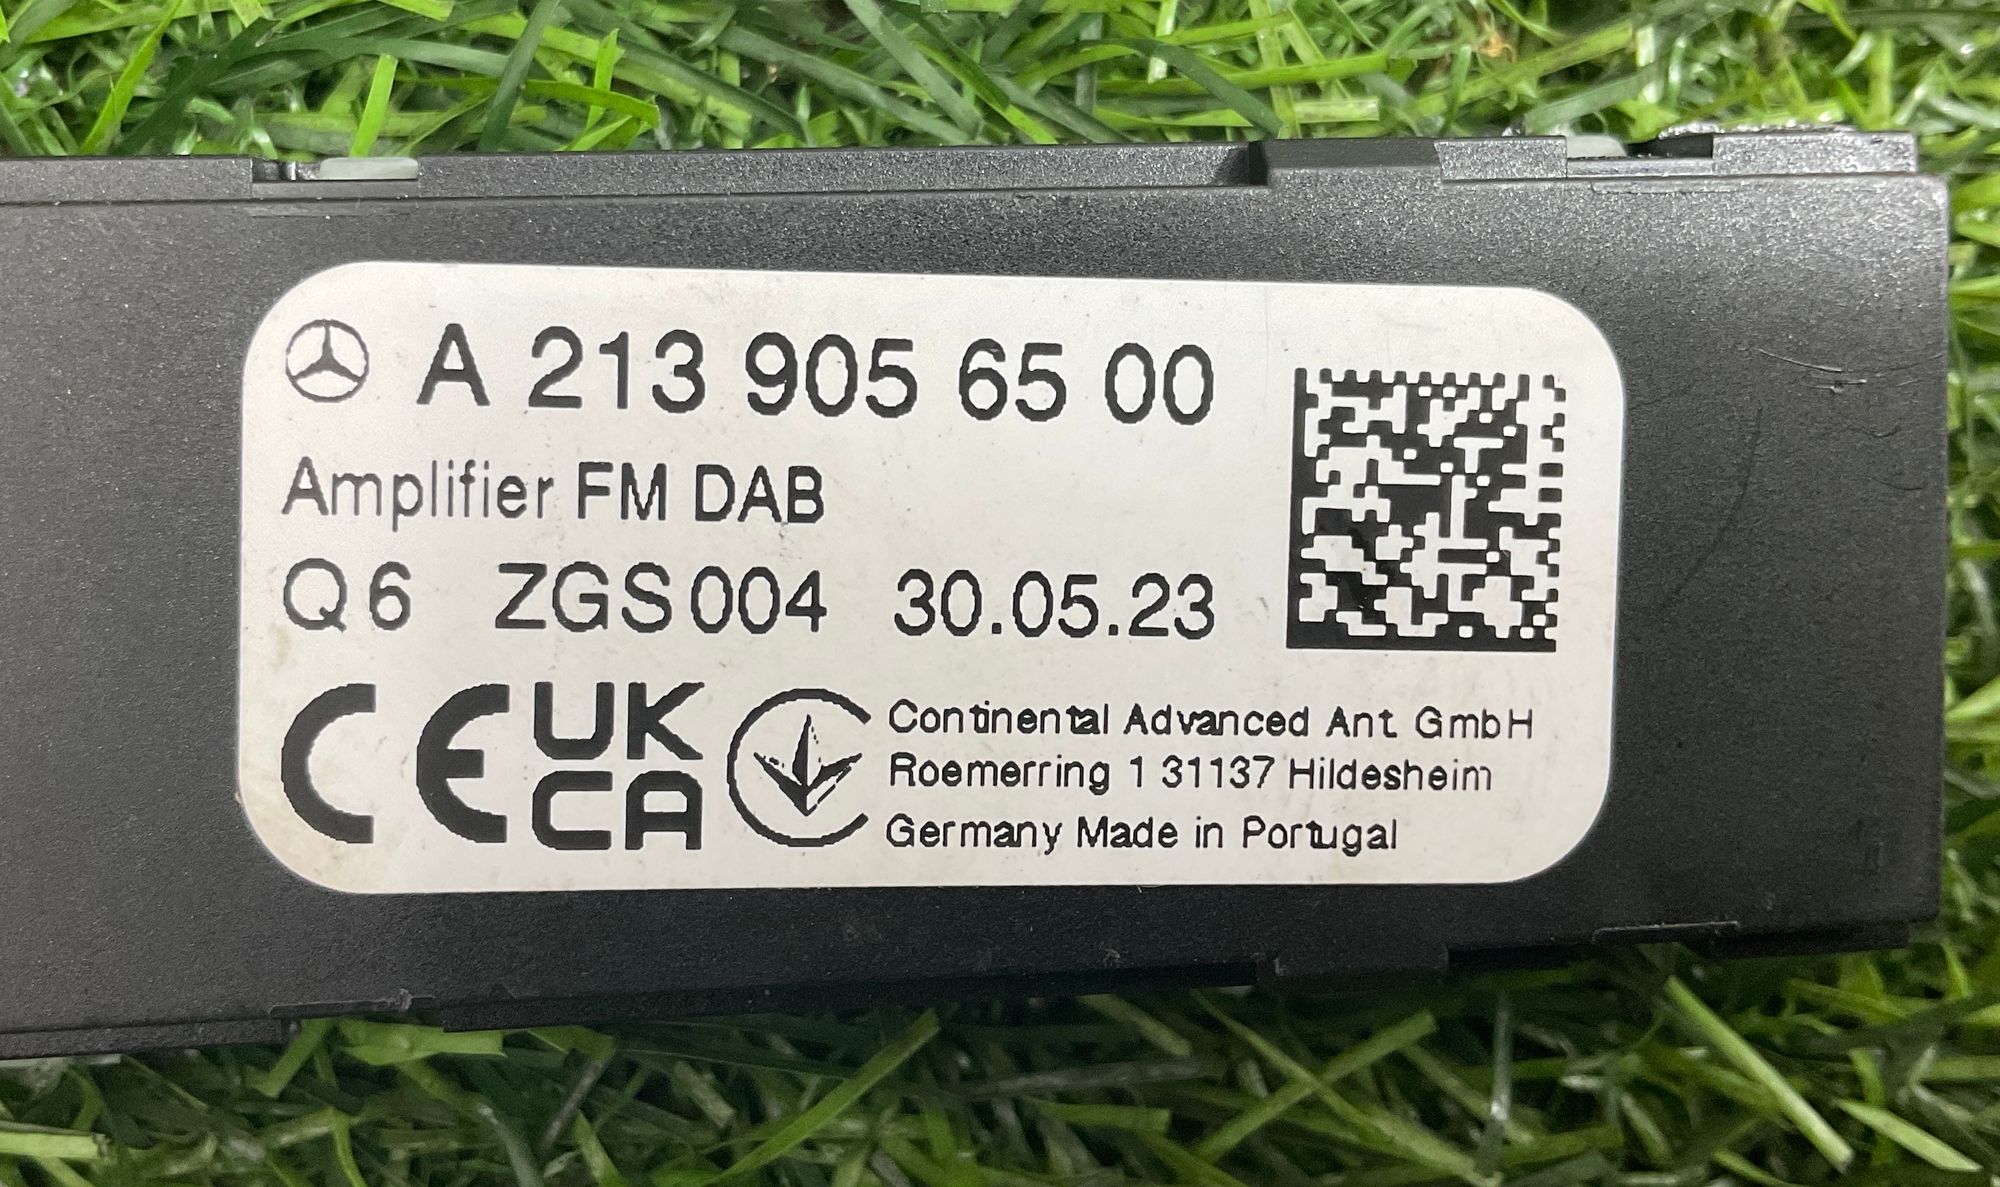 A 213 905 65 00
Amplifier FM DAB
Q6 ZGS004 30.05.23
CE UK CA
Continental Advanced Ant. GmbH
Roemerring 1 31137 Hildesheim
Germany Made in Portugal